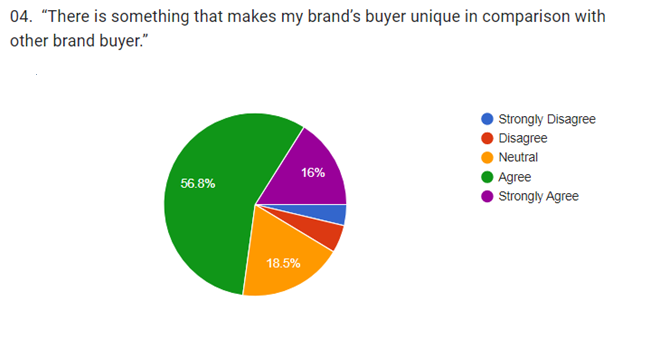 04. “There is something that makes my brand’s buyer unique in comparison with
other brand buyer.”
56.8%
16%
18.5%
Strongly Disagree
Disagree
Neutral
Agree
Strongly Agree